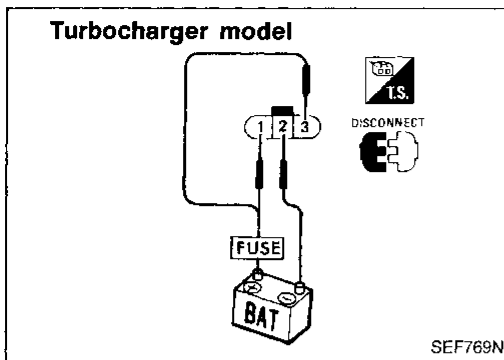 Turbocharger model
T.S.
1 2 3
DISCONNECT
FUSE
BAT
SEF769N